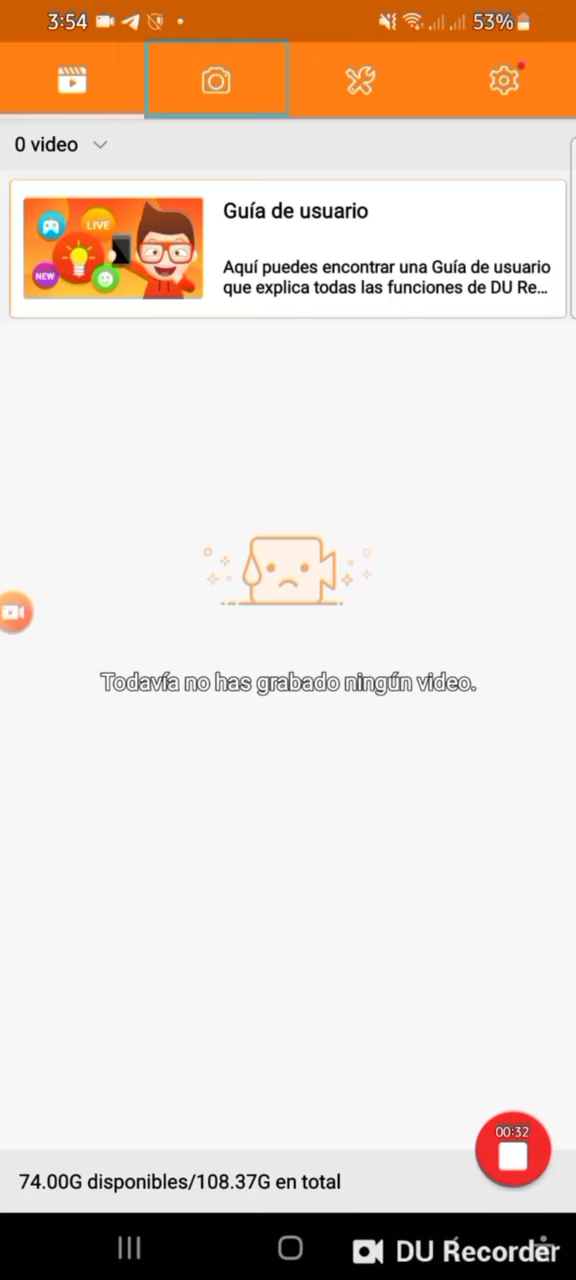 3:54
53%
0 video
LIVE
NEW
Guía de usuario
Aquí puedes encontrar una Guía de usuario
que explica todas las funciones de DU Re...
Todavía no has grabado ningún video.
00:32
74.00G disponibles/108.37G en total
DU Recorder